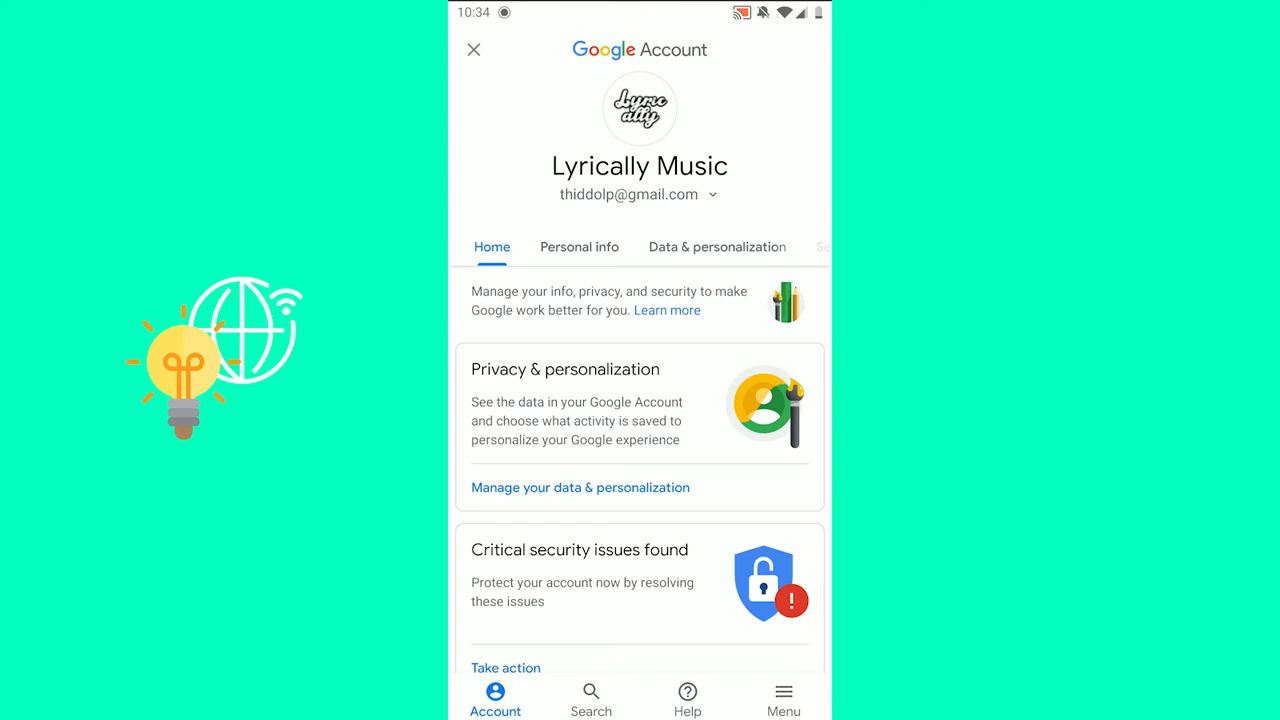 10:34
Google Account
Lyric
ally
Lyrically Music
thiddolp@gmail.com
Home Personal info Data & personalization Se
Manage your info, privacy, and security to make
Google work better for you. Learn more
Privacy & personalization
See the data in your Google Account
and choose what activity is saved to
personalize your Google experience
Manage your data & personalization
Critical security issues found
Protect your account now by resolving
these issues
Take action
Account Search Help Menu